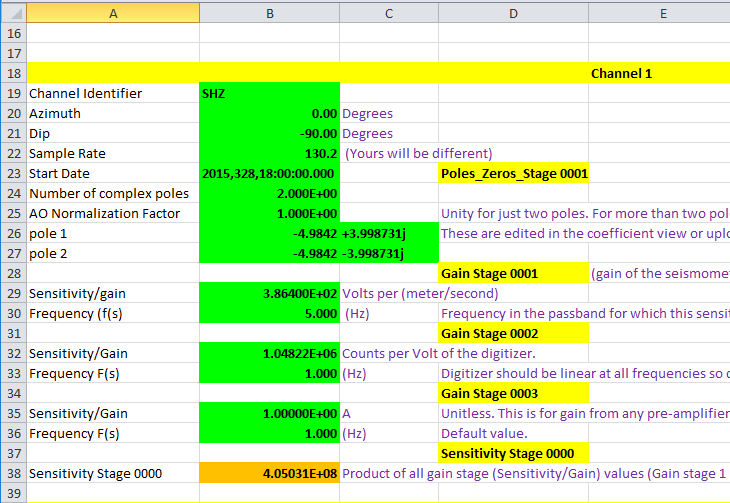 A B C D E
16
17
18 Channel 1
19 Channel Identifier SHZ
20 Azimuth 0.00 Degrees
21 Dip -90.00 Degrees
22 Sample Rate 130.2 (Yours will be different)
23 Start Date 2015,328,18:00:00.000 Poles_Zeros_Stage 0001
24 Number of complex poles 2.000E+00
25 AO Normalization Factor 1.000E+00 Unity for just two poles. For more than two pol
26 pole 1 -4.9842 +3.998731j These are edited in the coefficient view or uplo
27 pole 2 -4.9842 -3.998731j
28 Gain Stage 0001 (gain of the seismome
29 Sensitivity/gain 3.86400E+02 Volts per (meter/second)
30 Frequency (f(s) 5.000 (Hz) Frequency in the passband for which this sensit
31 Gain Stage 0002
32 Sensitivity/Gain 1.04822E+06 Counts per Volt of the digitizer.
33 Frequency F(s) 1.000 (Hz) Digitizer should be linear at all frequencies so
34 Gain Stage 0003
35 Sensitivity/Gain 1.00000E+00 A Unitless. This is for gain from any pre-amplifier
36 Frequency F(s) 1.000 (Hz) Default value.
37 Sensitivity Stage 0000
38 Sensitivity Stage 0000 4.05031E+08 Product of all gain stage (Sensitivity/Gain) values (Gain stage 1
39